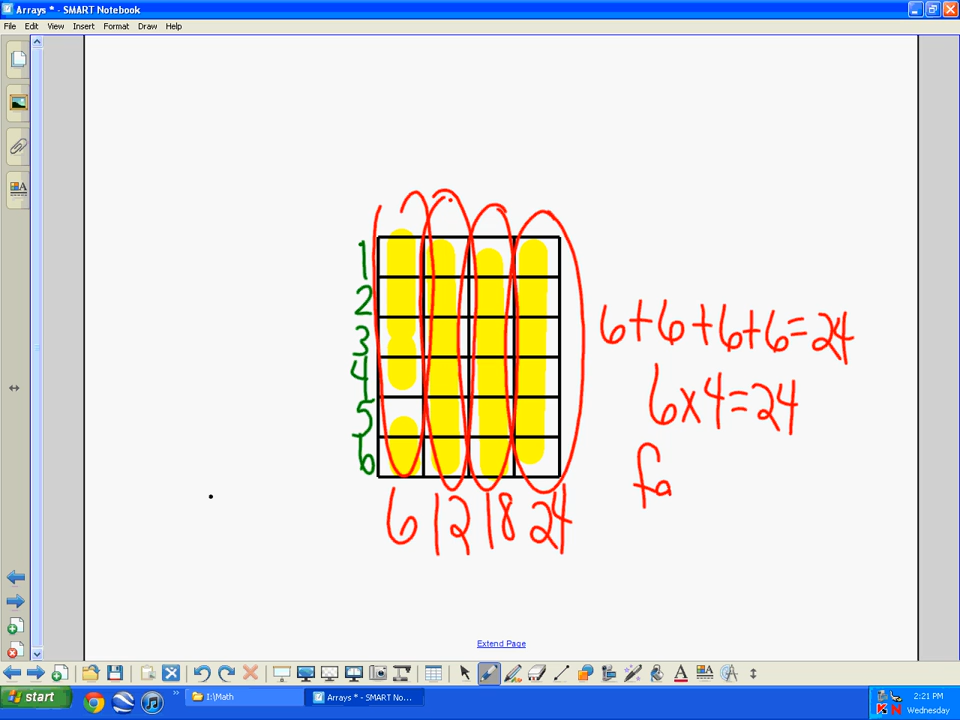 Arrays * - SMART Notebook
File Edit View Insert Format Draw Help
1
2
3
4
5
6
6 12 18 24
6+6+6+6=24
6x4=24
fa
Extend Page
start
I:\Math
Arrays * - SMART No...
2:21 PM
Wednesday